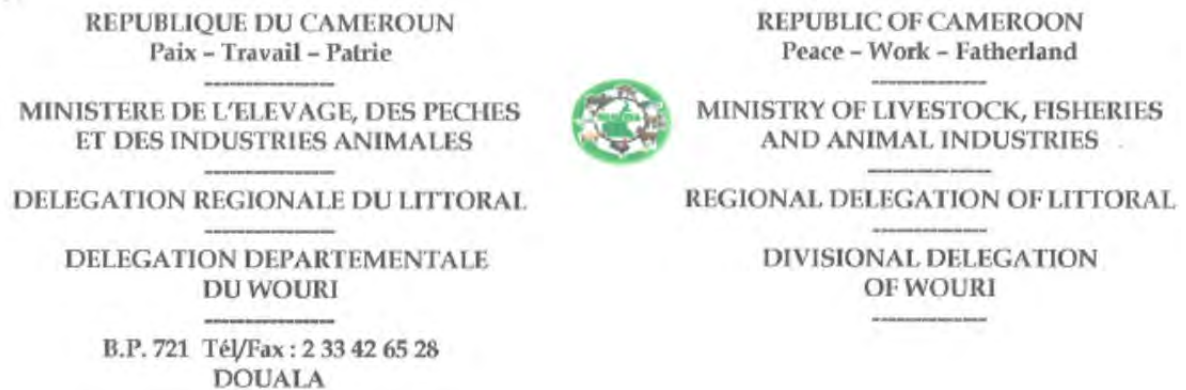 REPUBLIQUE DU CAMEROUN
Paix – Travail – Patrie
MINISTERE DE L'ELEVAGE, DES PECHES
ET DES INDUSTRIES ANIMALES
DELEGATION REGIONALE DU LITTORAL
DELEGATION DEPARTEMENTALE
DU WOURI
B.P. 721 Tél/Fax : 2 33 42 65 28
DOUALA
REPUBLIC OF CAMEROON
Peace – Work – Fatherland
MINISTRY OF LIVESTOCK, FISHERIES
AND ANIMAL INDUSTRIES
REGIONAL DELEGATION OF LITTORAL
DIVISIONAL DELEGATION
OF WOURI